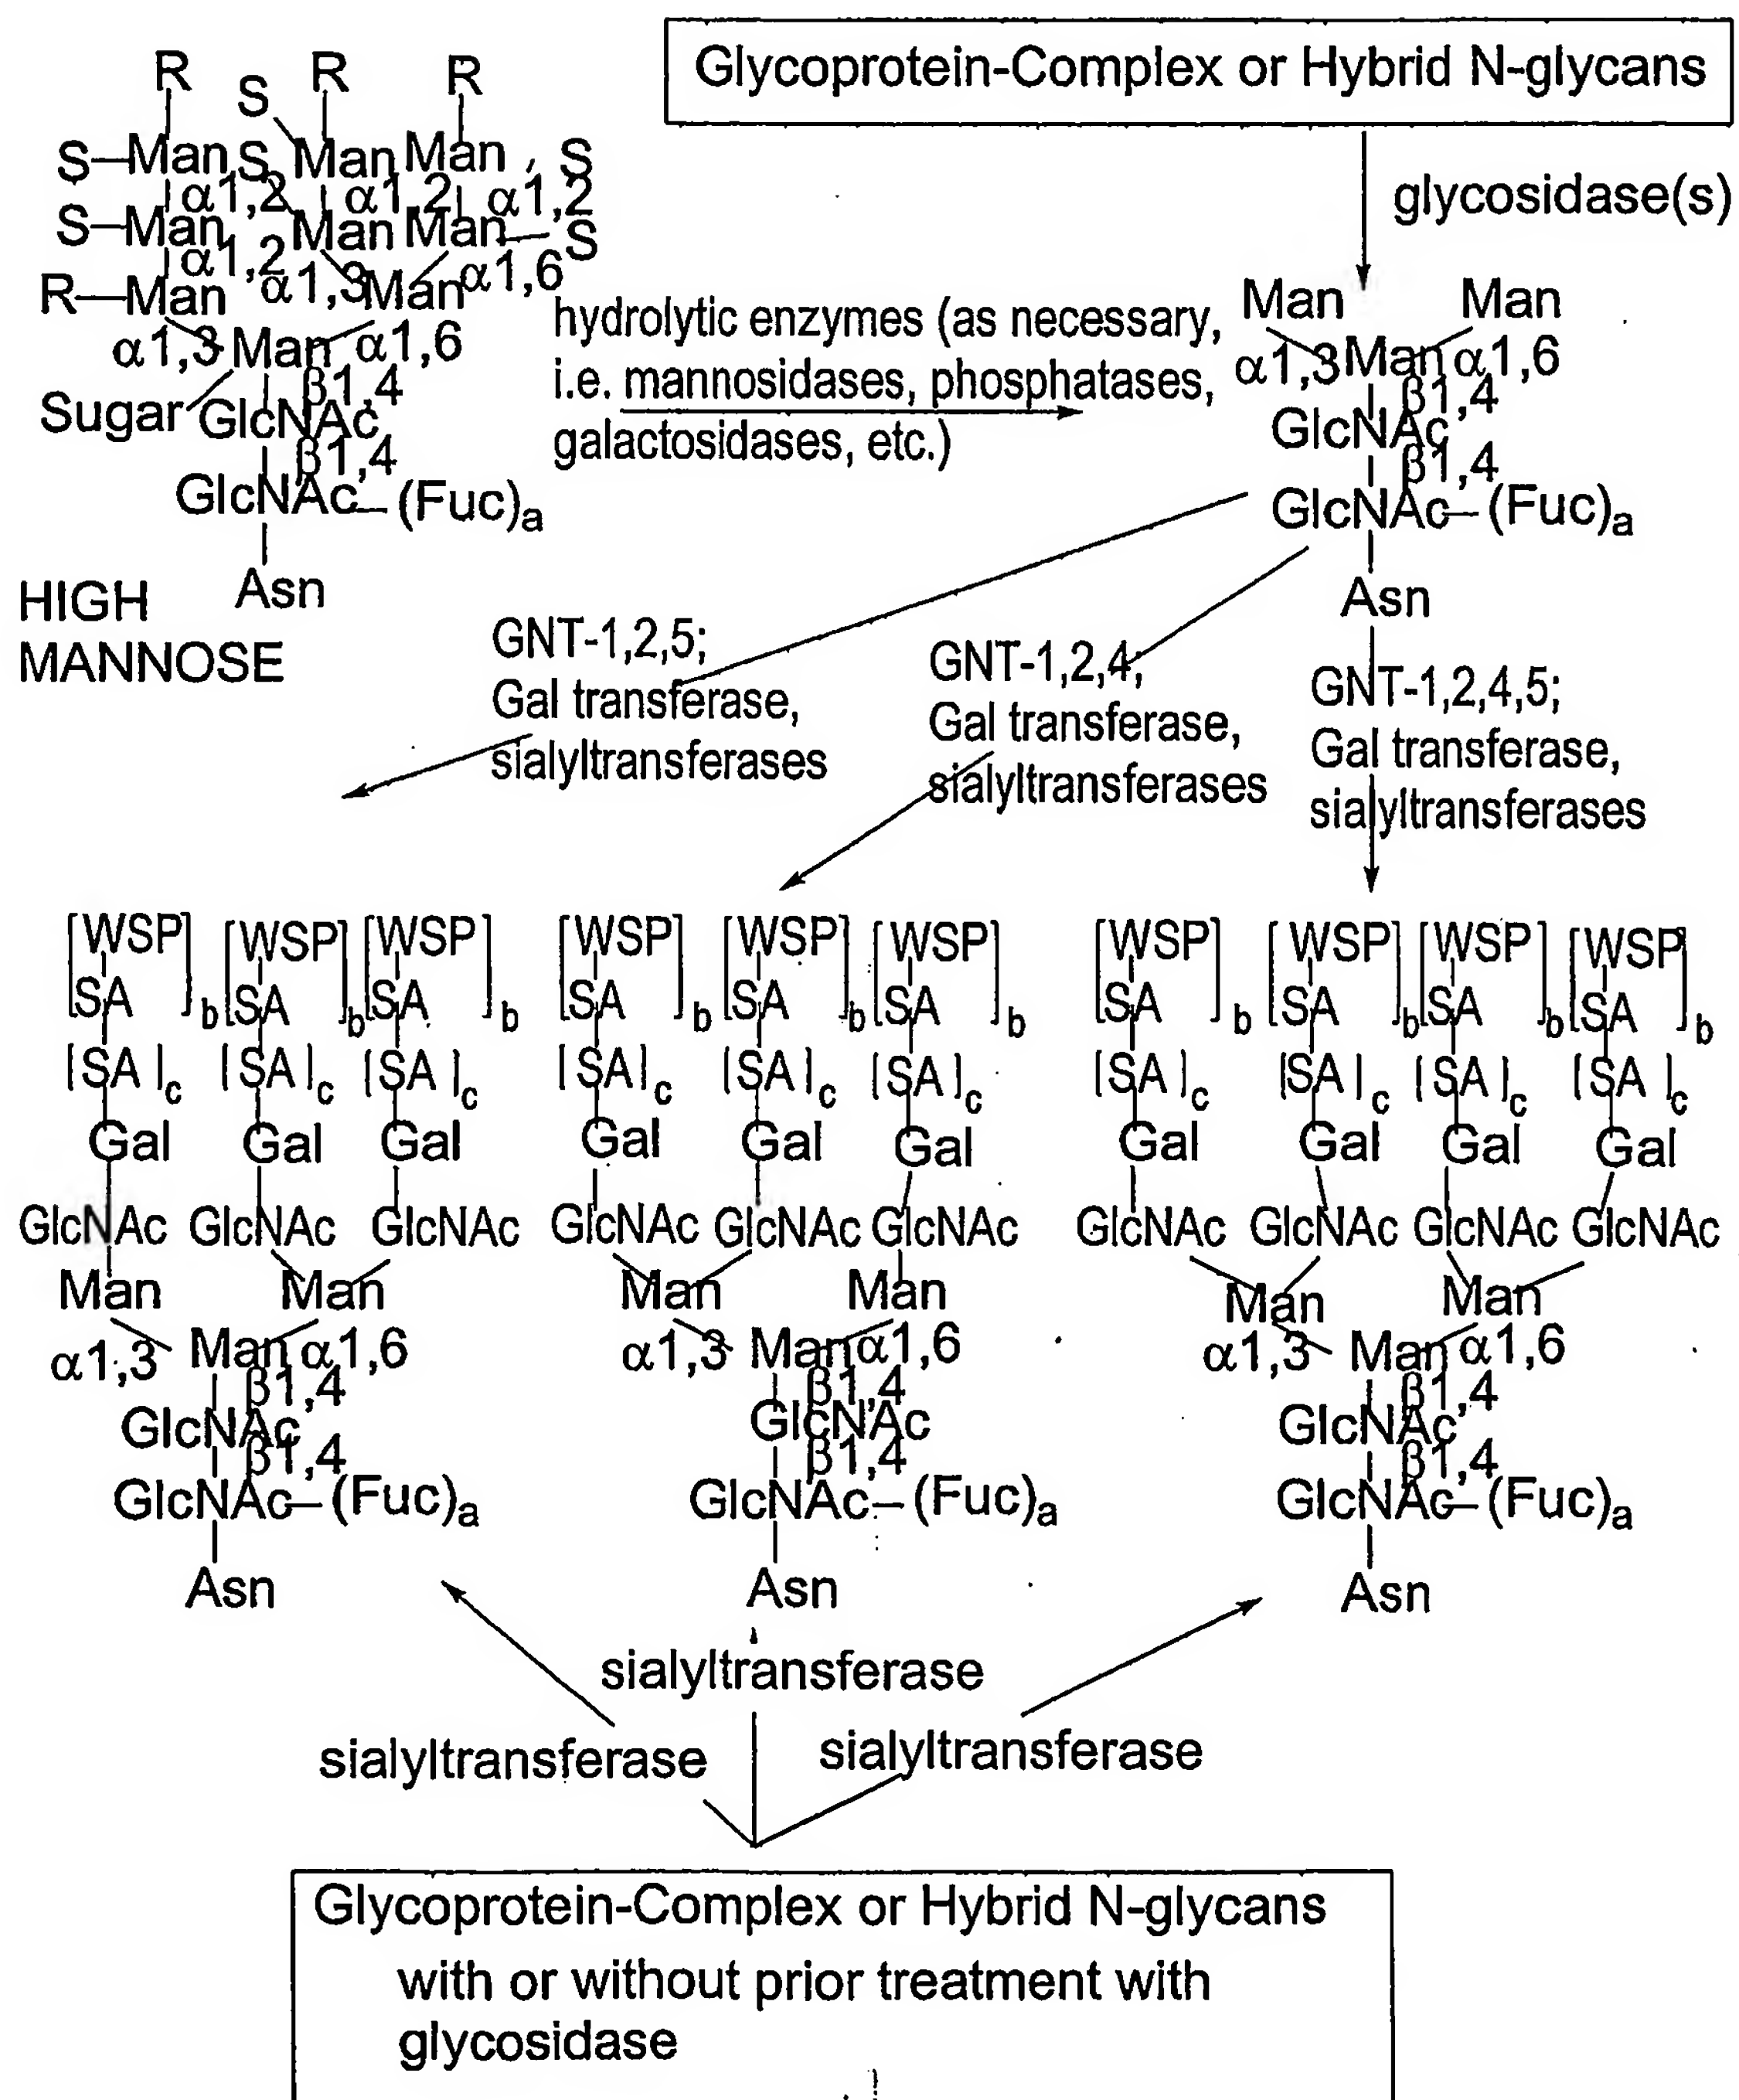 Glycoprotein-Complex or Hybrid N-glycans
glycosidase(s)
R S R R
S–Man S Man Man S
α1,2 α1,2 α1,2
S–Man Man Man S
α1,2 α1,3 Man α1,6
R–Man
α1,3 Man α1,6
β1,4
Sugar GlcNAc
β1,4
GlcNAc–(Fuc)a
Asn
HIGH
MANNOSE
hydrolytic enzymes (as necessary,
i.e. mannosidases, phosphatases,
galactosidases, etc.)
Man Man
α1,3 Man α1,6
β1,4
GlcNAc
β1,4
GlcNAc–(Fuc)a
Asn
GNT-1,2,5;
Gal transferase,
sialyltransferases
GNT-1,2,4;
Gal transferase,
sialyltransferases
GNT-1,2,4,5;
Gal transferase,
sialyltransferases
[WSP [WSP] [WSP] [WSP] [WSP] [WSP] [WSP] [WSP] [WSP] [WSP]
SA]b SA]b SA]b SA]b SA]b SA]b SA]b SA]b SA]b SA]b
[SA]c [SA]c [SA]c [SA]c [SA]c [SA]c [SA]c [SA]c [SA]c [SA]c
Gal Gal Gal Gal Gal Gal Gal Gal Gal Gal
GlcNAc GlcNAc GlcNAc GlcNAc GlcNAc GlcNAc GlcNAc GlcNAc GlcNAc GlcNAc
Man Man Man Man Man Man
α1,3 Man α1,6 α1,3 Man α1,6 α1,3 Man α1,6
β1,4 β1,4 β1,4
GlcNAc GlcNAc GlcNAc
β1,4 β1,4 β1,4
GlcNAc–(Fuc)a GlcNAc–(Fuc)a GlcNAc–(Fuc)a
Asn Asn Asn
sialyltransferase
sialyltransferase sialyltransferase
Glycoprotein-Complex or Hybrid N-glycans
with or without prior treatment with
glycosidase